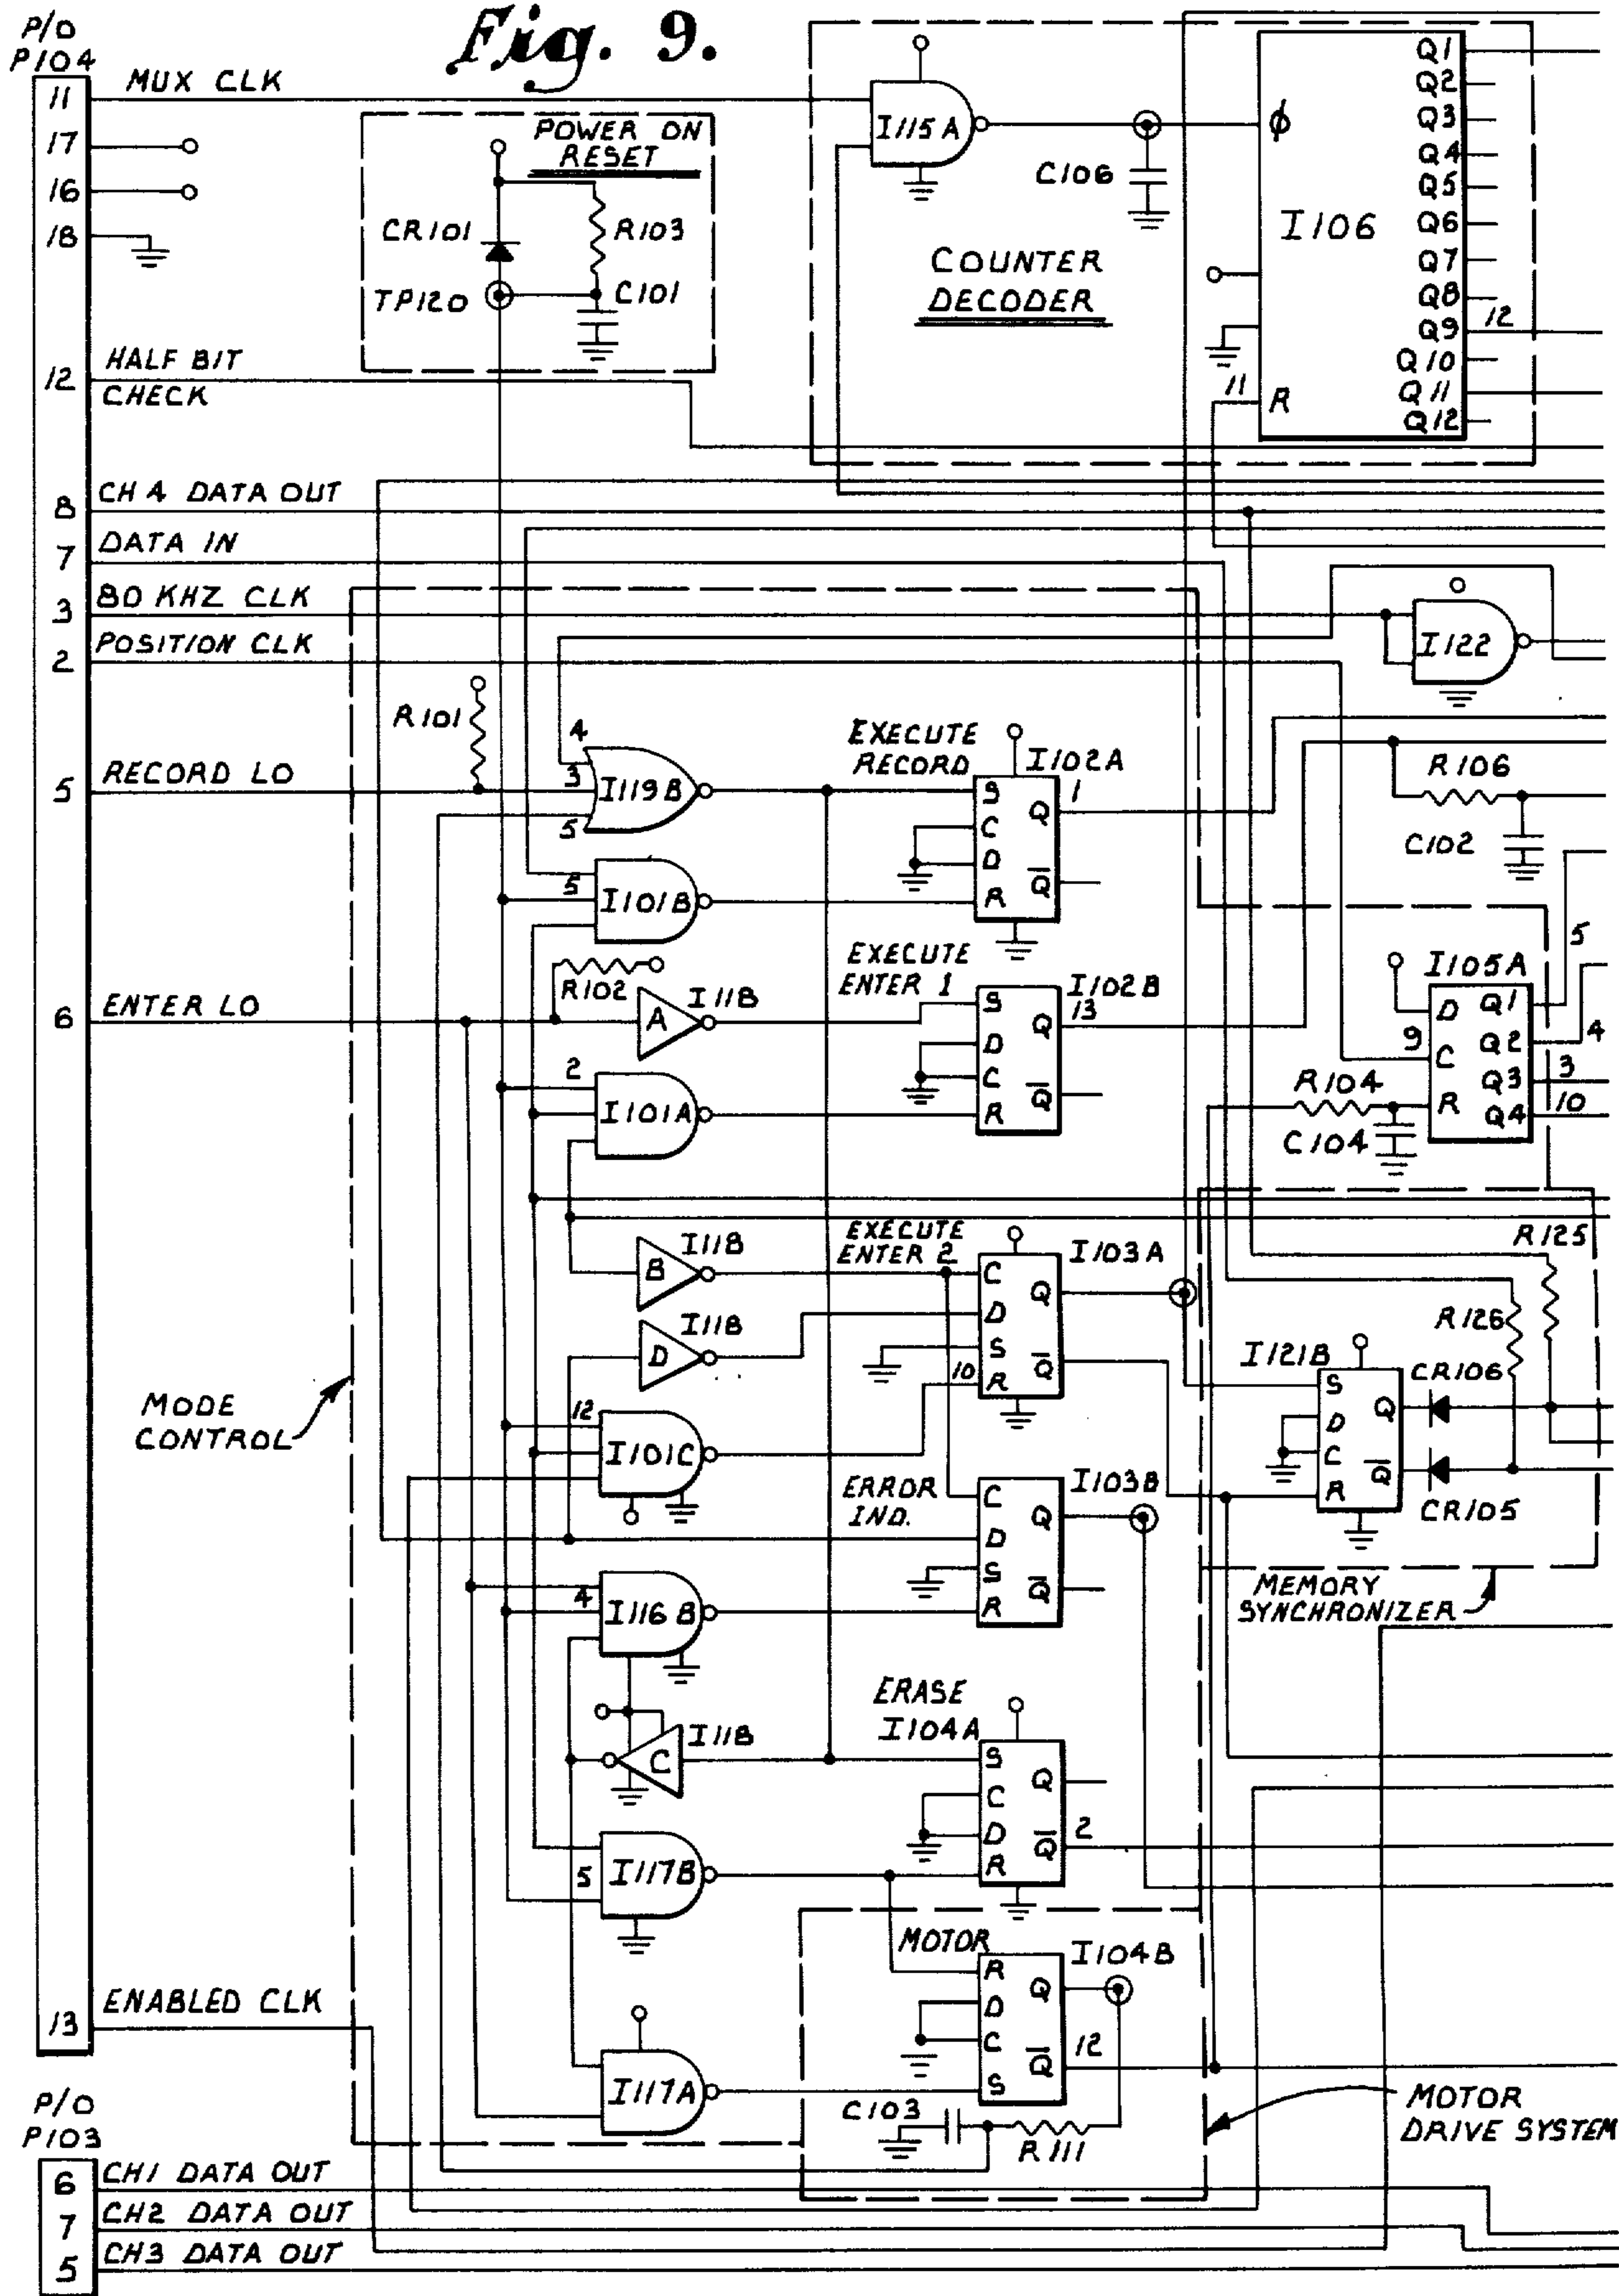 Fig. 9.
P/O
P104
11 MUX CLK
17
16
18
12 HALF BIT
CHECK
8 CH 4 DATA OUT
7 DATA IN
3 80 KHZ CLK
2 POSITION CLK
5 RECORD LO
6 ENTER LO
13 ENABLED CLK
P/O
P103
6 CH1 DATA OUT
7 CH2 DATA OUT
5 CH3 DATA OUT
POWER ON
RESET
CR101
R103
TP120
C101
I115A
C106
COUNTER
DECODER
I106
ϕ
R
11
Q1
Q2
Q3
Q4
Q5
Q6
Q7
Q8
Q9 12
Q10
Q11
Q12
I122
R101
4
3
5
I119B
EXECUTE
RECORD
I102A
S
C
D
R
Q 1
Q̅
R106
C102
5
I101B
R102
I118
A
EXECUTE
ENTER 1
I102B
S
D
C
R
Q 13
Q̅
2
I101A
I105A
D
9 C
R
Q1 5
Q2 4
Q3 3
Q4 10
R104
C104
I118
B
I118
D
EXECUTE
ENTER 2
I103A
C
D
S
10 R
Q
Q̅
R125
R126
I121B
S
D
C
R
Q
Q̅
CR106
CR105
MODE
CONTROL
12
I101C
ERROR
IND.
I103B
C
D
S
R
Q
Q̅
MEMORY
SYNCHRONIZER
4
I116B
I118
C
ERASE
I104A
S
C
D
R
Q
Q̅ 2
5
I117B
MOTOR
I104B
R
D
C
S
Q
Q̅ 12
I117A
C103
R111
MOTOR
DRIVE SYSTEM